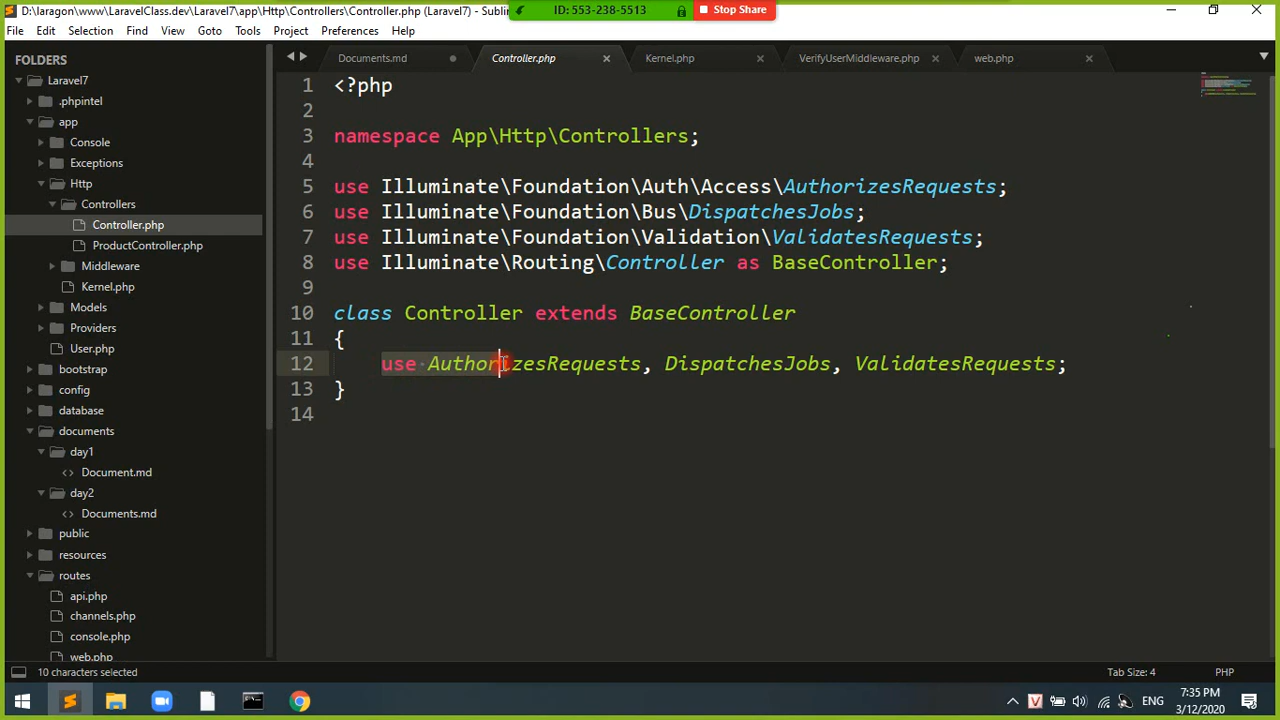 D:\laragon\www\LaravelClass.dev\Laravel7\app\Http\Controllers\Controller.php (Laravel7) - Sublim
ID: 553-238-5513
Stop Share
File Edit Selection Find View Goto Tools Project Preferences Help
FOLDERS
Laravel7
.phpintel
app
Console
Exceptions
Http
Controllers
Controller.php
ProductController.php
Middleware
Kernel.php
Models
Providers
User.php
bootstrap
config
database
documents
day1
Document.md
day2
Documents.md
public
resources
routes
api.php
channels.php
console.php
web.php
Documents.md Controller.php Kernel.php VerifyUserMiddleware.php web.php
1 <?php
2
3 namespace App\Http\Controllers;
4
5 use Illuminate\Foundation\Auth\Access\AuthorizesRequests;
6 use Illuminate\Foundation\Bus\DispatchesJobs;
7 use Illuminate\Foundation\Validation\ValidatesRequests;
8 use Illuminate\Routing\Controller as BaseController;
9
10 class Controller extends BaseController
11 {
12 use AuthorizesRequests, DispatchesJobs, ValidatesRequests;
13 }
14
10 characters selected
Tab Size: 4
PHP
ENG
7:35 PM
3/12/2020